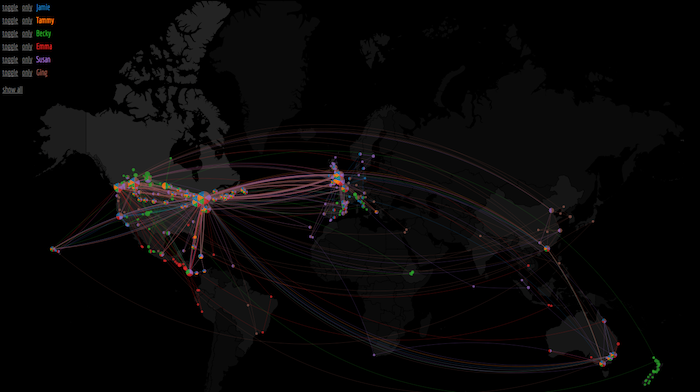 toggle only Jamie
toggle only Tammy
toggle only Becky
toggle only Emma
toggle only Susan
toggle only Ging
show all